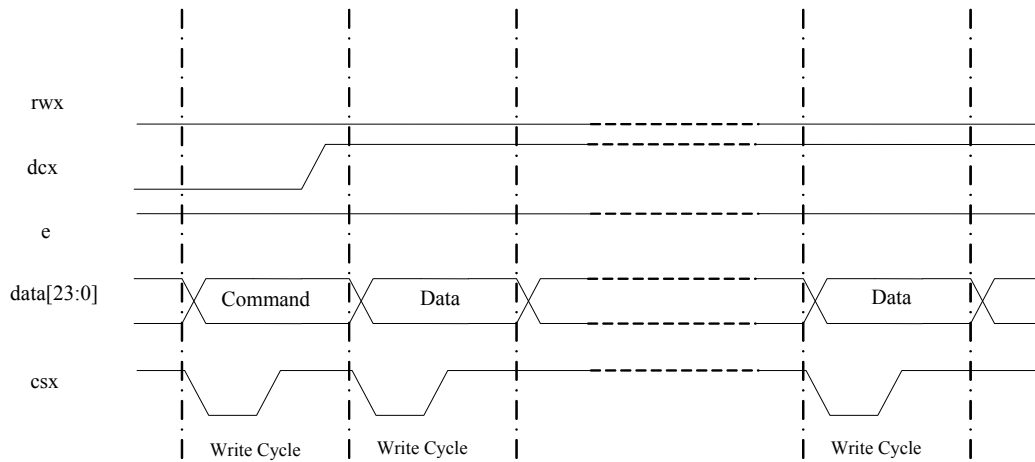 rwx
dcx
e
data[23:0]
Command
Data
Data
csx
Write Cycle
Write Cycle
Write Cycle